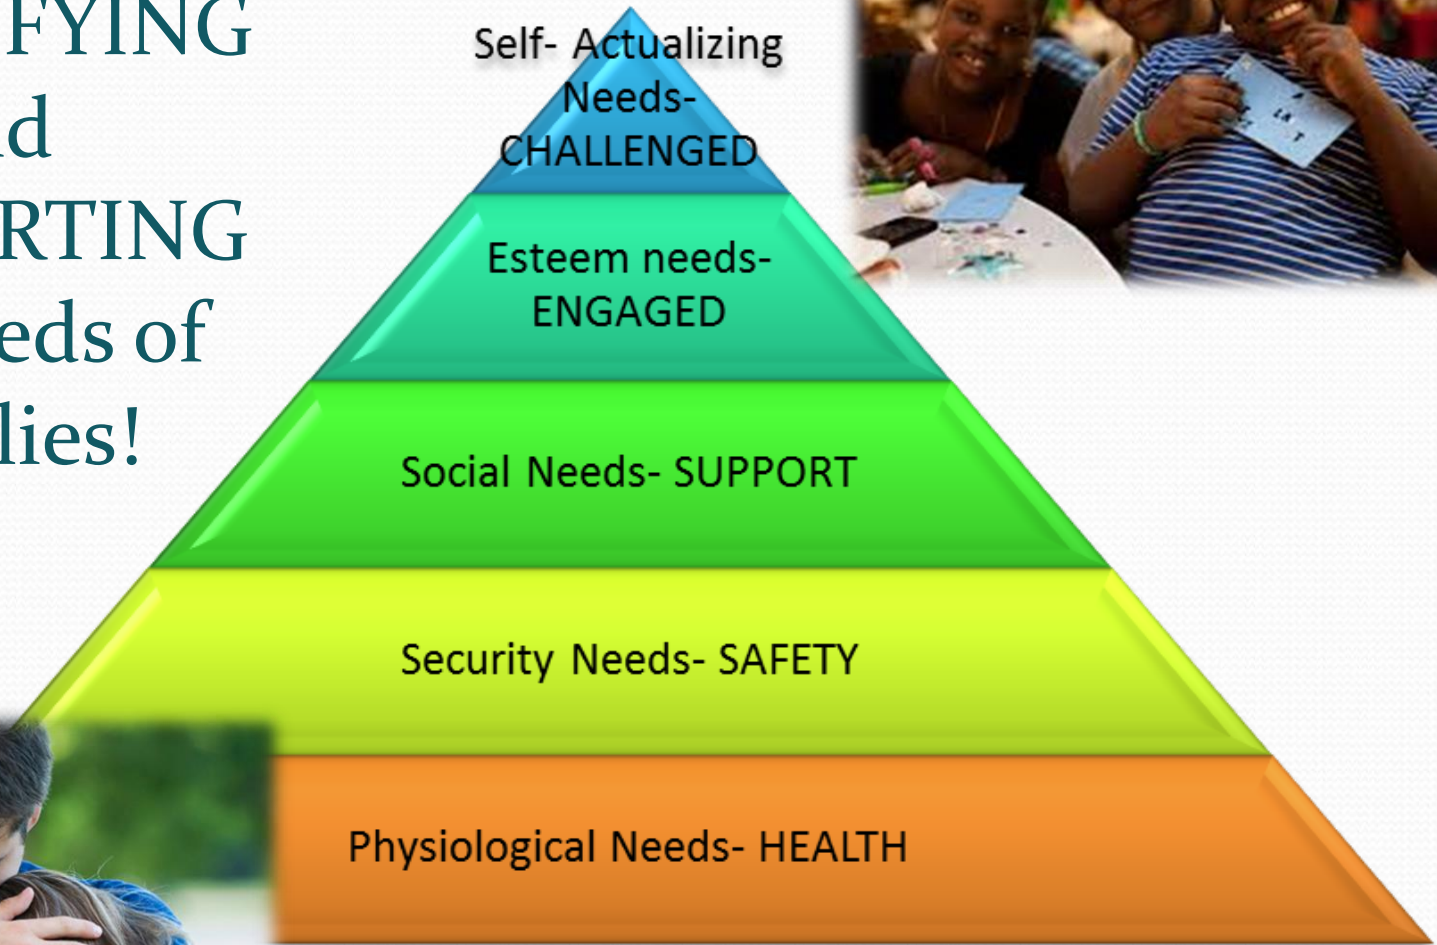 FYING
d
RTING
eds of
lies!
Self- Actualizing
Needs-
CHALLENGED
Esteem needs-
ENGAGED
Social Needs- SUPPORT
Security Needs- SAFETY
Physiological Needs- HEALTH